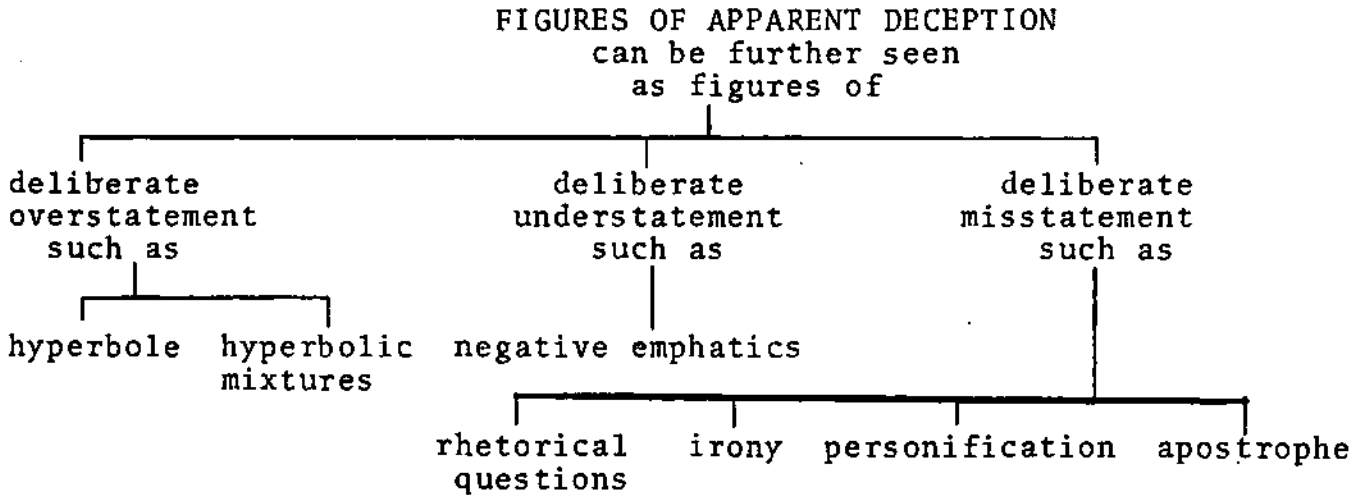 FIGURES OF APPARENT DECEPTION
can be further seen
as figures of
deliberate
overstatement
such as
deliberate
understatement
such as
deliberate
misstatement
such as
hyperbole
hyperbolic
mixtures
negative emphatics
rhetorical
questions
irony
personification
apostrophe